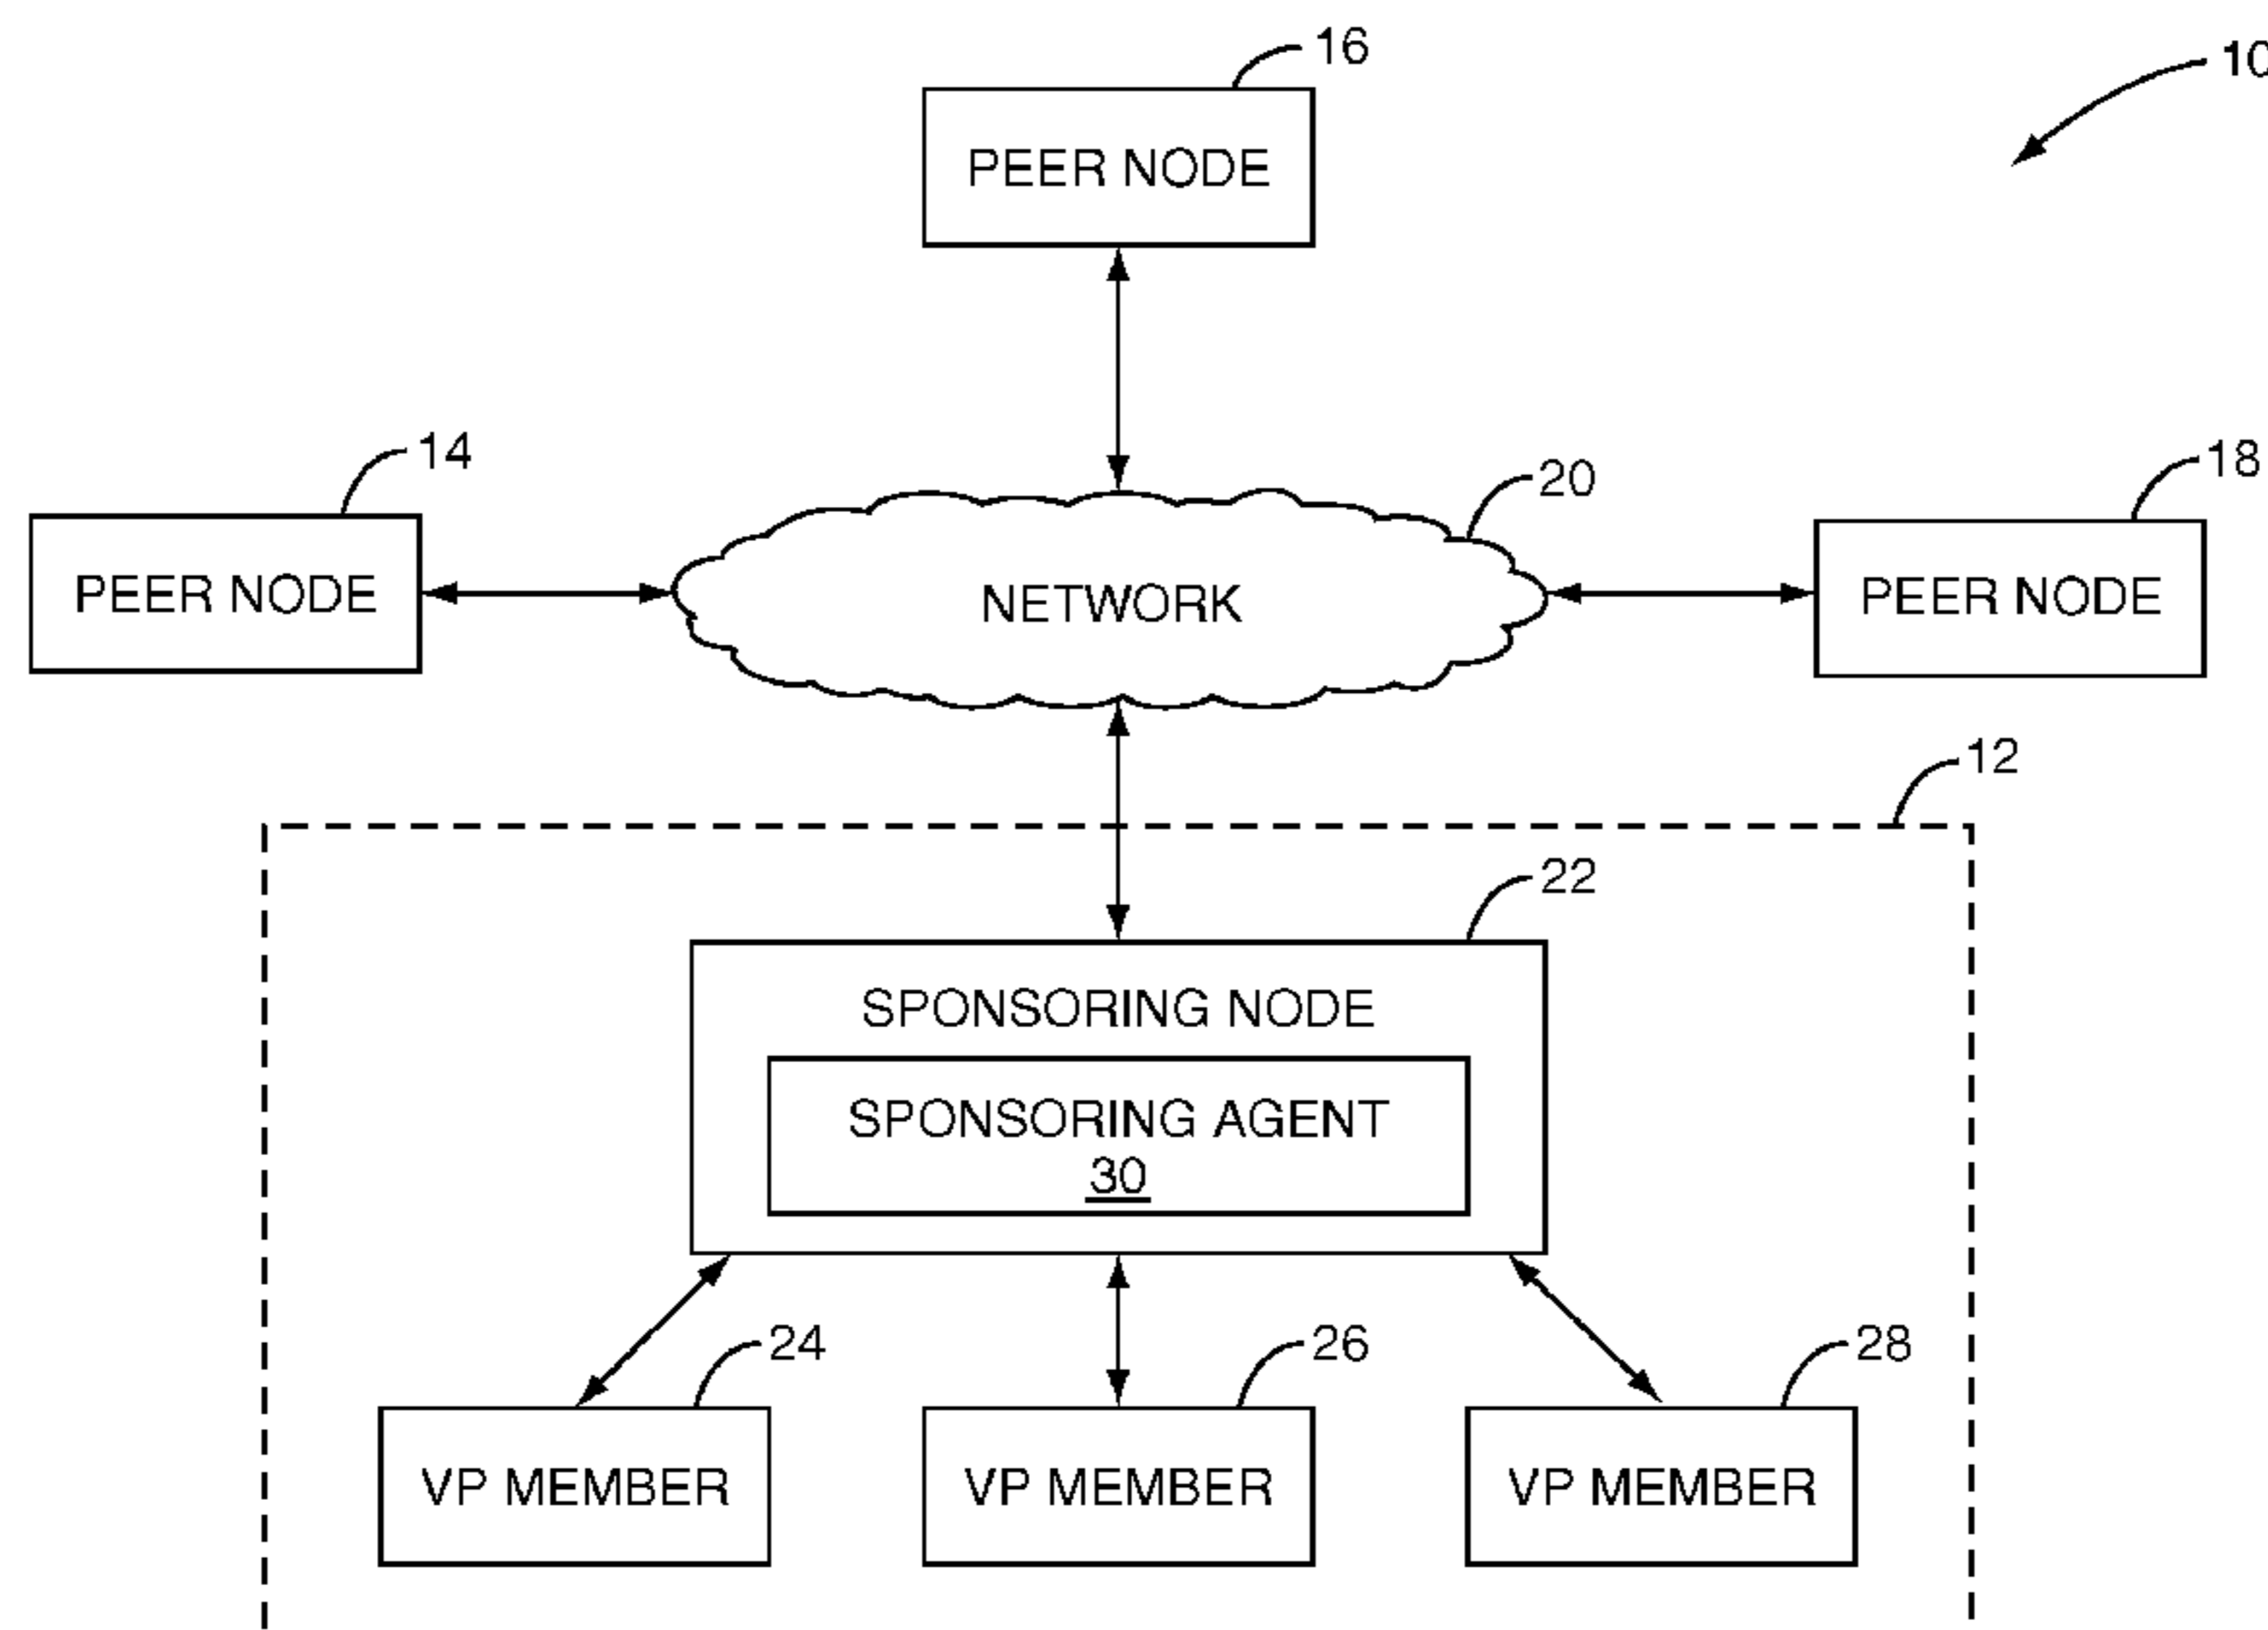 16
10
PEER NODE
14
20
18
PEER NODE
NETWORK
PEER NODE
12
22
SPONSORING NODE
SPONSORING AGENT
30
24
26
28
VP MEMBER
VP MEMBER
VP MEMBER